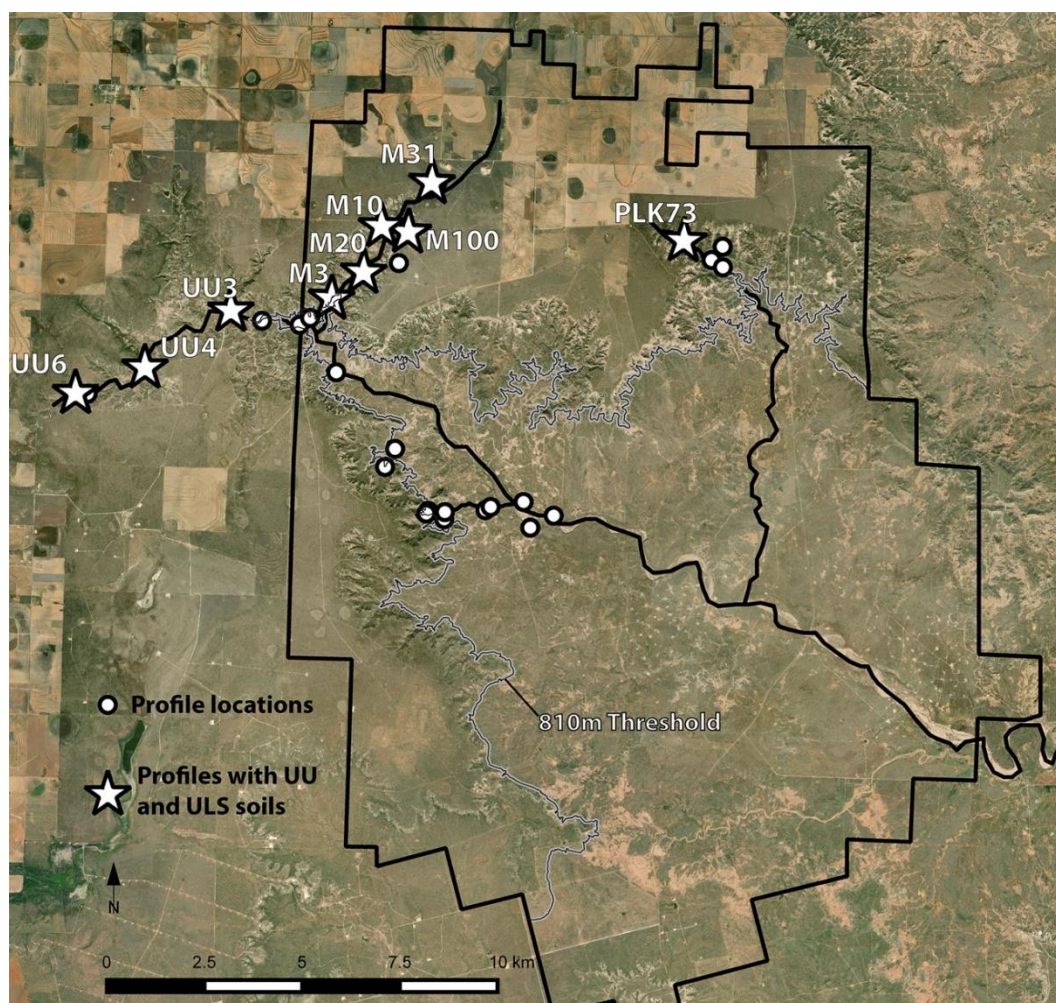 M31
M10
PLK73
M20
M100
M3
UU3
UU4
UU6
Profile locations
810m Threshold
Profiles with UU
and ULS soils
N
0 2.5 5 7.5 10 km